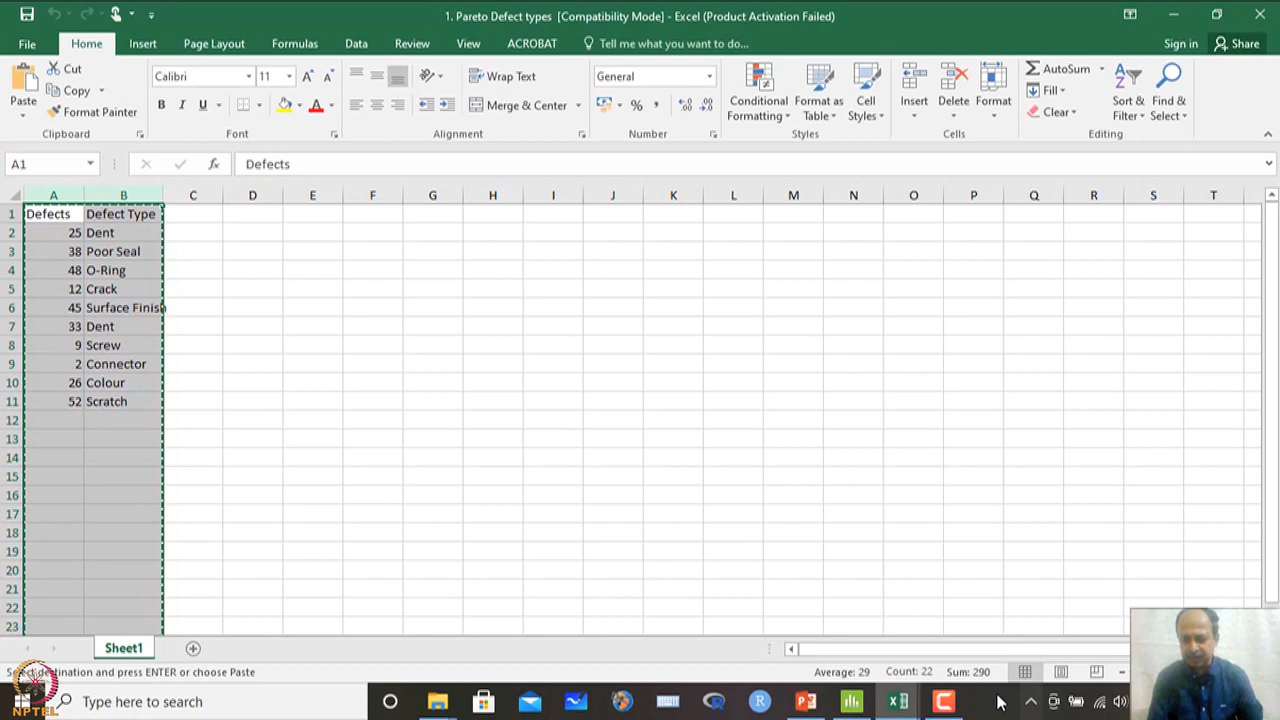 1. Pareto Defect types [Compatibility Mode] - Excel (Product Activation Failed)
File Home Insert Page Layout Formulas Data Review View ACROBAT Tell me what you want to do... Sign in Share
Paste Cut Copy Format Painter Clipboard
Calibri 11 B I U A Font
Wrap Text Merge & Center Alignment
General % , Number
Conditional Formatting Format as Table Cell Styles Styles
Insert Delete Format Cells
AutoSum Fill Clear Sort & Filter Find & Select Editing
A1 fx Defects
A B C D E F G H I J K L M N O P Q R S T
1 Defects Defect Type
2 25 Dent
3 38 Poor Seal
4 48 O-Ring
5 12 Crack
6 45 Surface Finish
7 33 Dent
8 9 Screw
9 2 Connector
10 26 Colour
11 52 Scratch
12
13
14
15
16
17
18
19
20
21
22
23
Sheet1
Select destination and press ENTER or choose Paste Average: 29 Count: 22 Sum: 290
NPTEL Type here to search